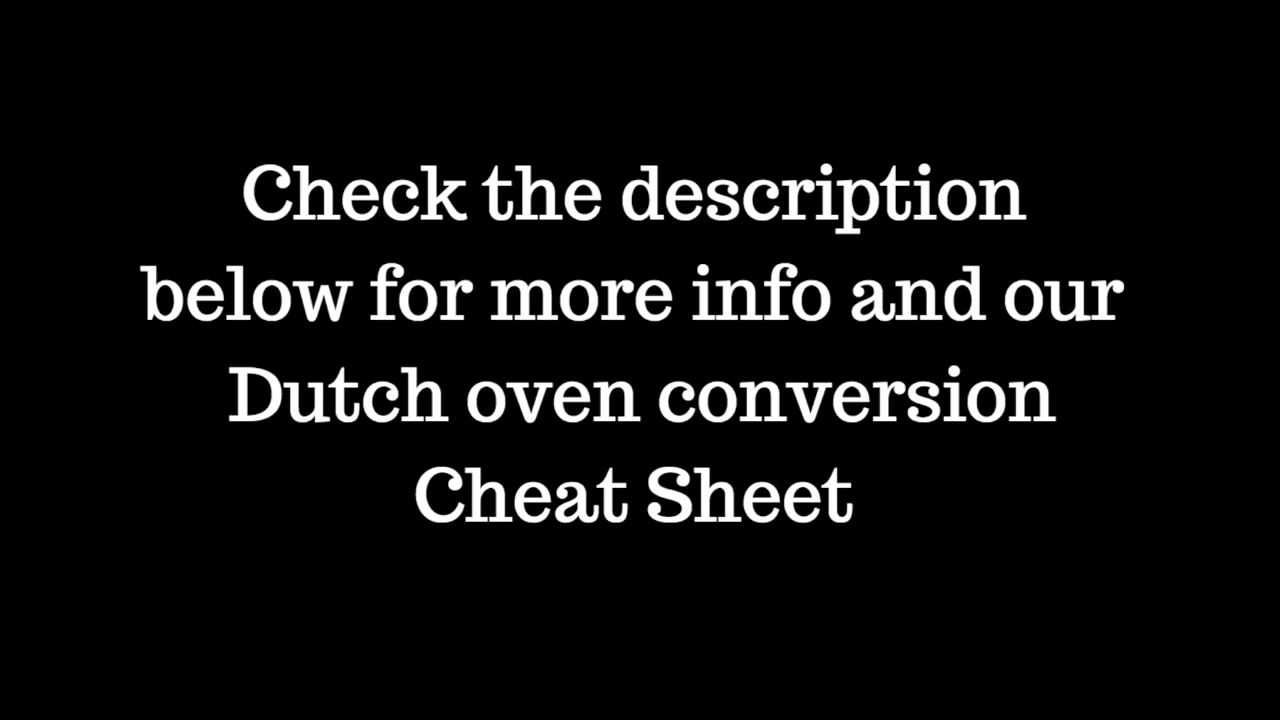 Check the description
below for more info and our
Dutch oven conversion
Cheat Sheet